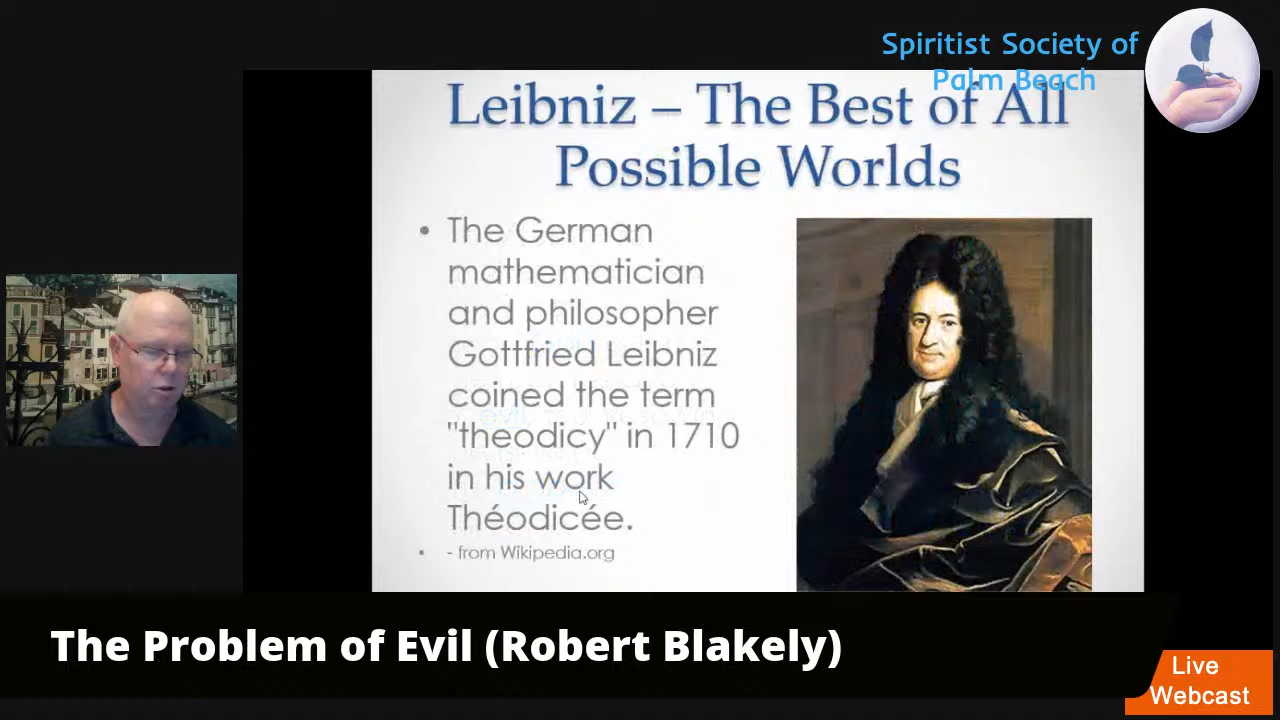 Spiritist Society of
Palm Beach
Leibniz – The Best of All
Possible Worlds
• The German
mathematician
and philosopher
Gottfried Leibniz
coined the term
"theodicy" in 1710
in his work
Théodicée.
• - from Wikipedia.org
The Problem of Evil (Robert Blakely)
Live
Webcast